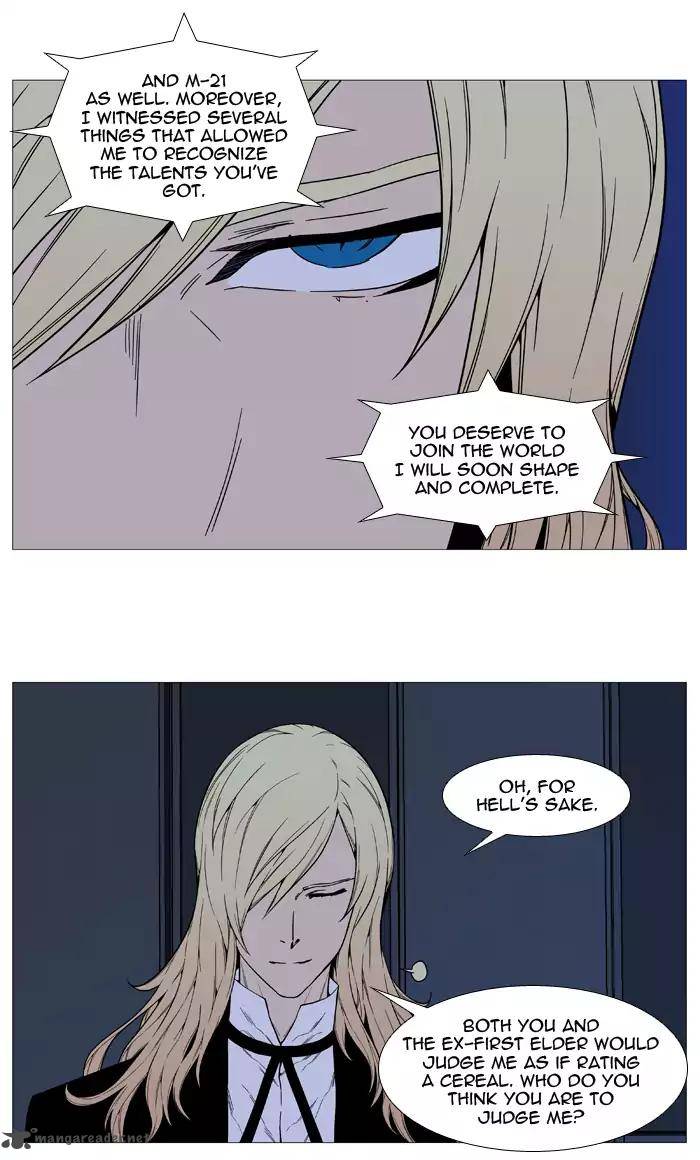 AND M-21
AS WELL. MOREOVER,
I WITNESSED SEVERAL
THINGS THAT ALLOWED
ME TO RECOGNIZE
THE TALENTS YOU'VE
GOT.
YOU DESERVE TO
JOIN THE WORLD
I WILL SOON SHAPE
AND COMPLETE.
OH, FOR
HELL'S SAKE.
BOTH YOU AND
THE EX-FIRST ELDER WOULD
JUDGE ME AS IF RATING
A CEREAL. WHO DO YOU
THINK YOU ARE TO
JUDGE ME?
mangareader.net